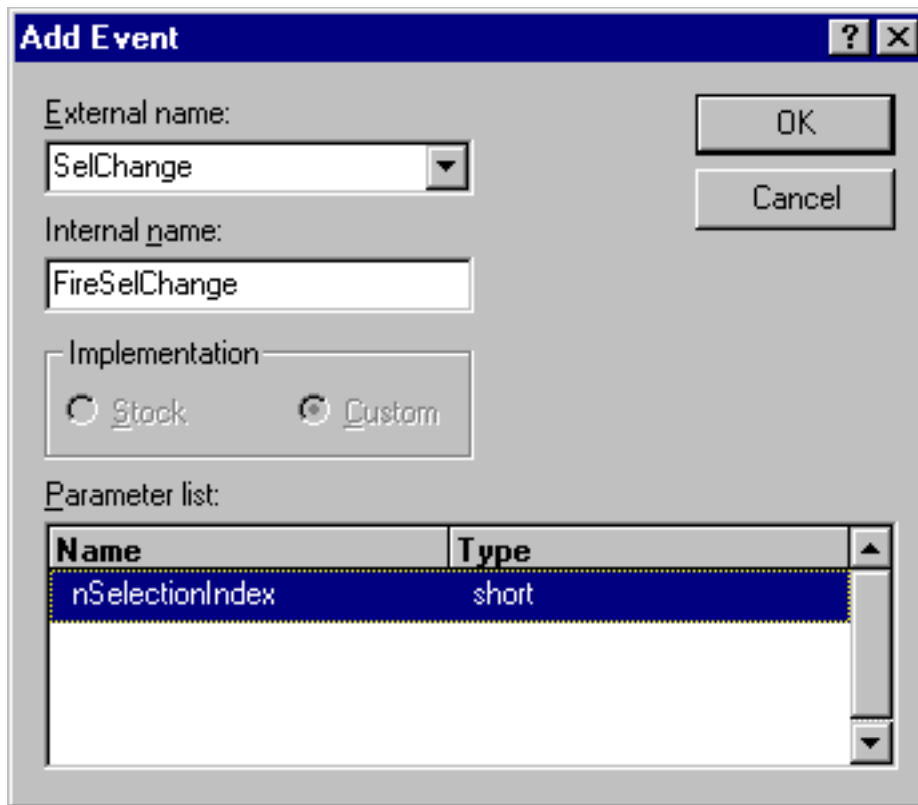 Add Event
External name:
OK
SelChange
Cancel
Internal name:
FireSelChange
Implementation
Stock Custom
Parameter list:
Name Type
nSelectionIndex short